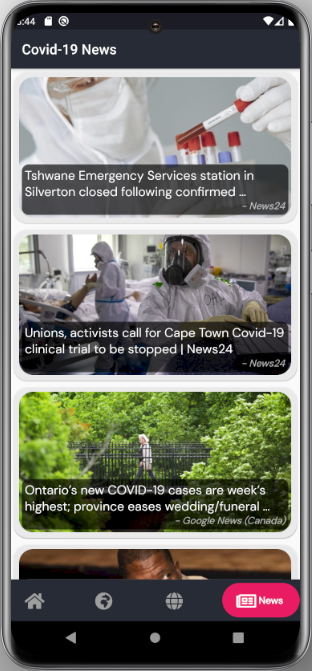 :44
Covid-19 News
Tshwane Emergency Services station in
Silverton closed following confirmed ...
- News24
Unions, activists call for Cape Town Covid-19
clinical trial to be stopped | News24
- News24
Ontario's new COVID-19 cases are week's
highest; province eases wedding/funeral ...
- Google News (Canada)
News